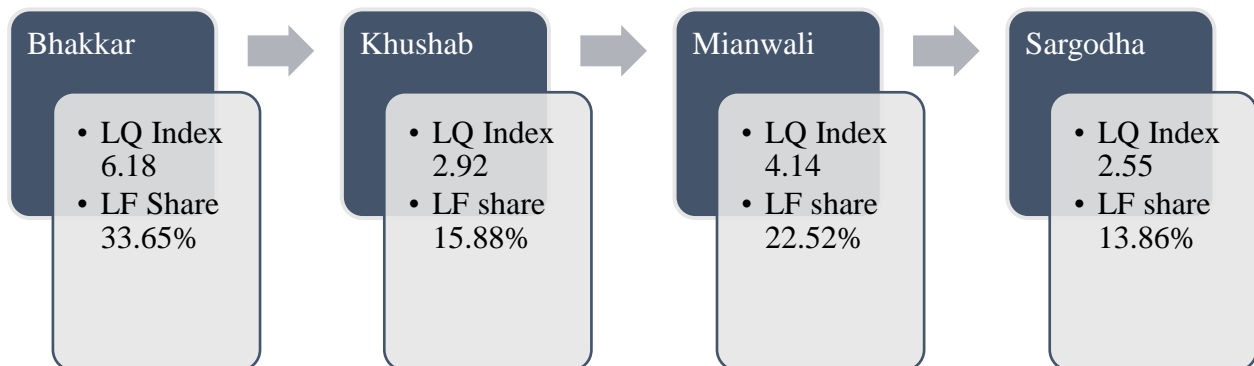 Bhakkar
• LQ Index
6.18
• LF Share
33.65%
Khushab
• LQ Index
2.92
• LF share
15.88%
Mianwali
• LQ Index
4.14
• LF share
22.52%
Sargodha
• LQ Index
2.55
• LF share
13.86%